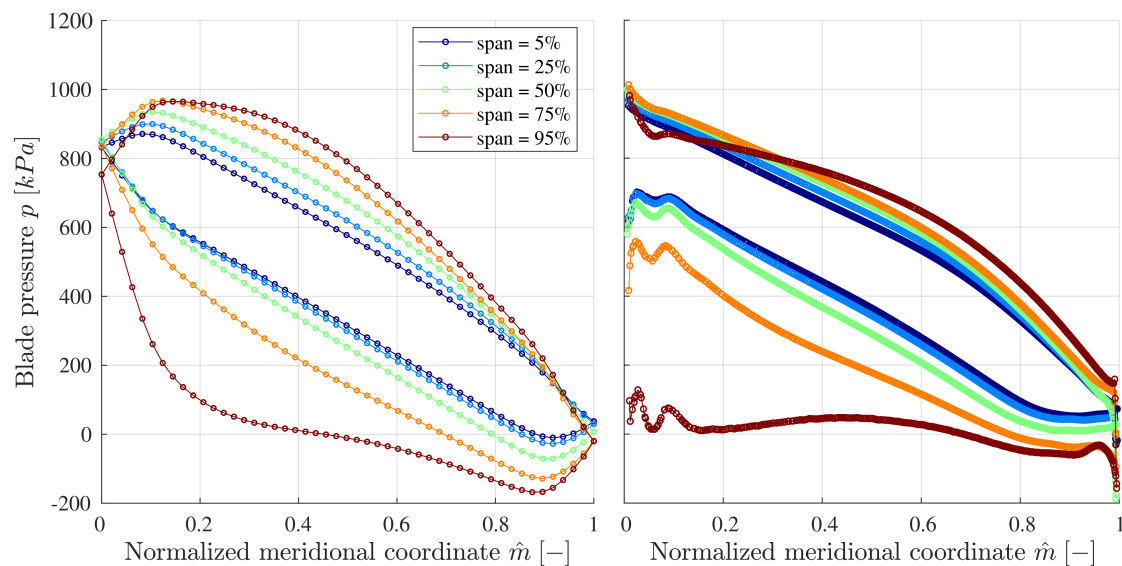 1200
1000
800
600
400
200
0
-200
Blade pressure p [kPa]
span = 5%
span = 25%
span = 50%
span = 75%
span = 95%
0 0.2 0.4 0.6 0.8 1
0 0.2 0.4 0.6 0.8 1
Normalized meridional coordinate m̂ [−]
Normalized meridional coordinate m̂ [−]